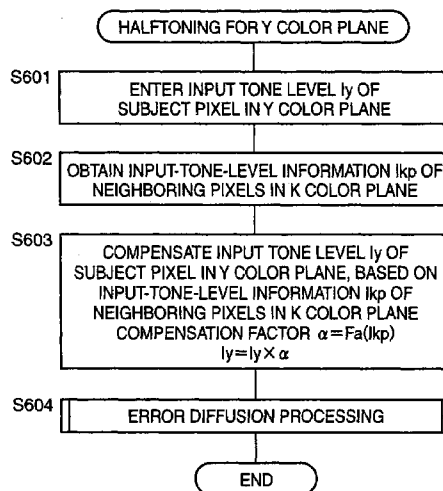 HALFTONING FOR Y COLOR PLANE
S601
ENTER INPUT TONE LEVEL Iy OF
SUBJECT PIXEL IN Y COLOR PLANE
S602
OBTAIN INPUT-TONE-LEVEL INFORMATION Ikp OF
NEIGHBORING PIXELS IN K COLOR PLANE
S603
COMPENSATE INPUT TONE LEVEL Iy OF
SUBJECT PIXEL IN Y COLOR PLANE, BASED ON
INPUT-TONE-LEVEL INFORMATION Ikp OF
NEIGHBORING PIXELS IN K COLOR PLANE
COMPENSATION FACTOR α=Fa(Ikp)
Iy=Iy×α
S604
ERROR DIFFUSION PROCESSING
END